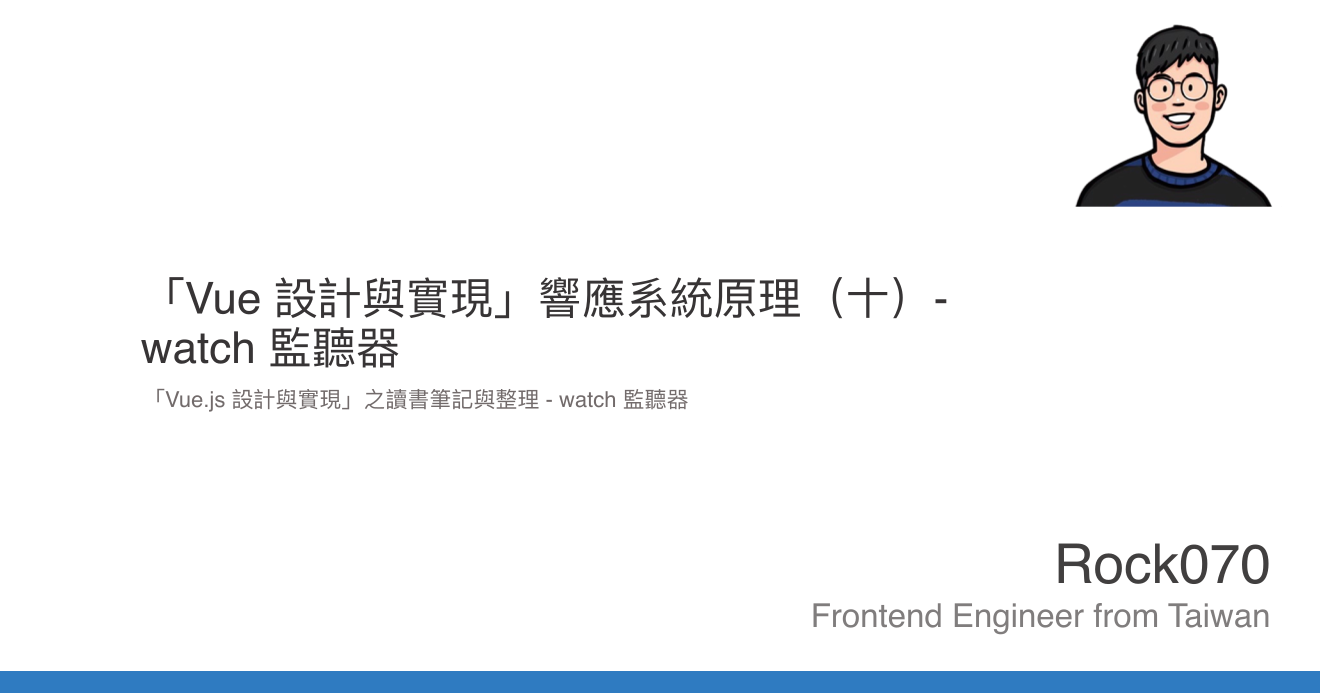 「Vue 設計與實現」響應系統原理（十）-
watch 監聽器
「Vue.js 設計與實現」之讀書筆記與整理 - watch 監聽器
Rock070
Frontend Engineer from Taiwan